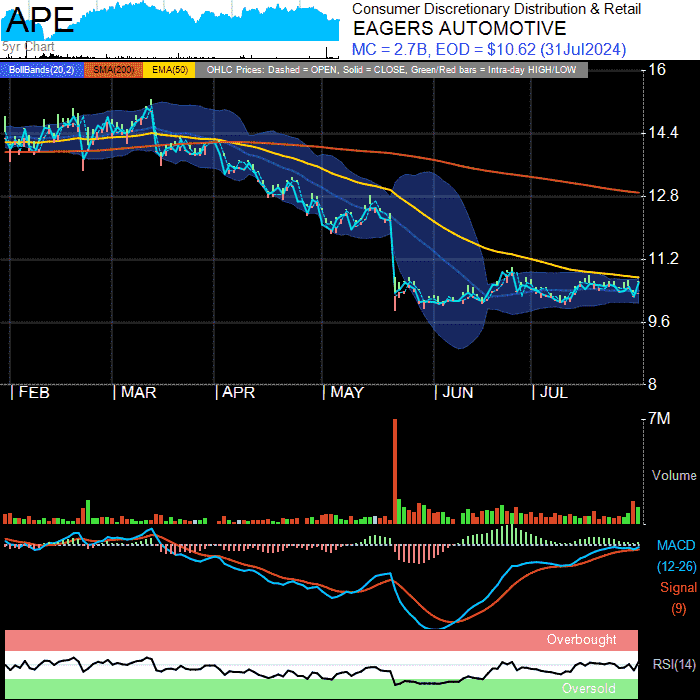 APE
5yr Chart
Consumer Discretionary Distribution & Retail
EAGERS AUTOMOTIVE
MC = 2.7B, EOD = $10.62 (31Jul2024)
BollBands(20,2) SMA(200) EMA(50) OHLC Prices: Dashed = OPEN, Solid = CLOSE, Green/Red bars = Intra-day HIGH/LOW
16
14.4
12.8
11.2
9.6
8
| FEB | MAR | APR | MAY | JUN | JUL
7M
Volume
MACD
(12-26)
Signal
(9)
Overbought
RSI(14)
Oversold